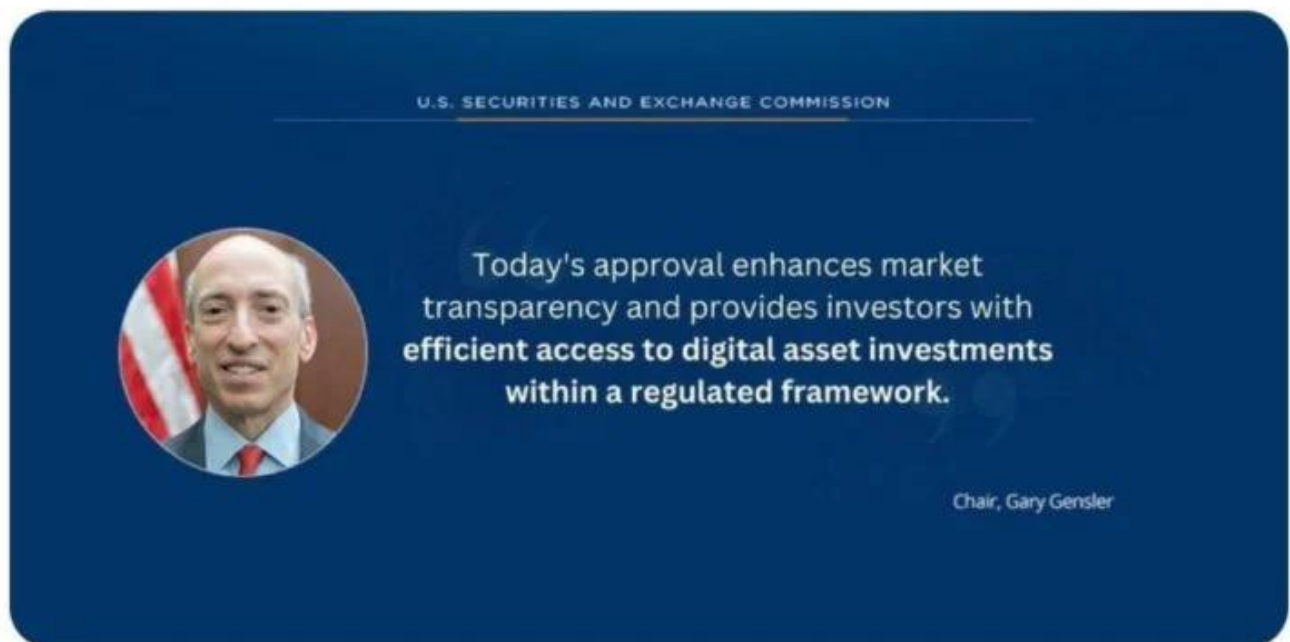 U.S. SECURITIES AND EXCHANGE COMMISSION
Today's approval enhances market
transparency and provides investors with
efficient access to digital asset investments
within a regulated framework.
Chair, Gary Gensler